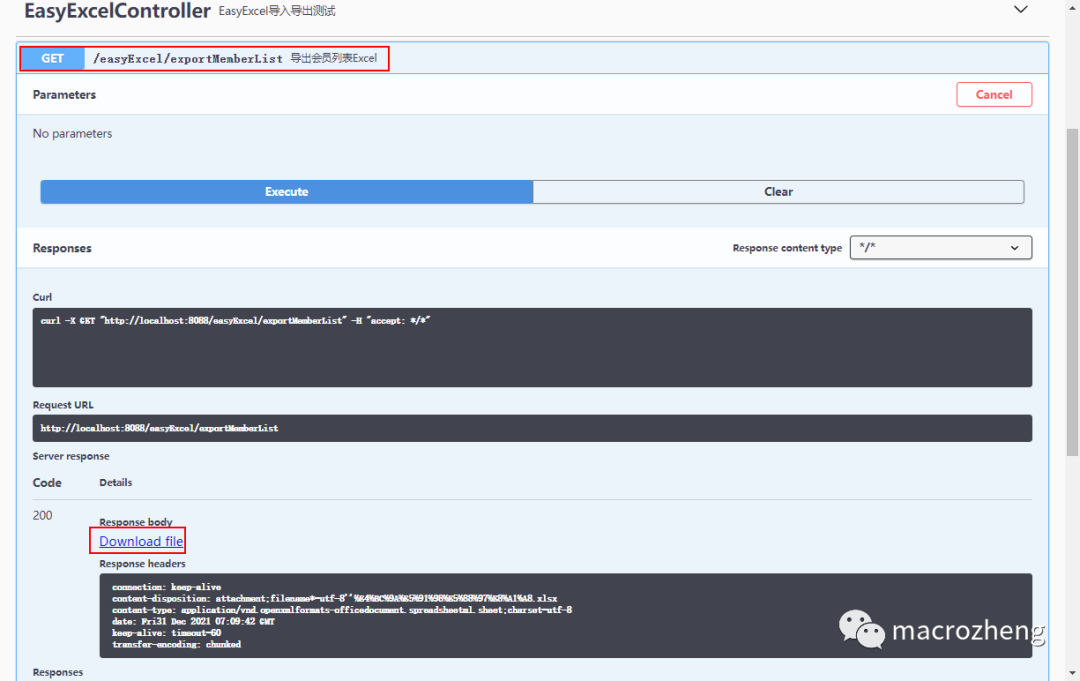 EasyExcelController EasyExcel导入导出测试
GET /easyExcel/exportMemberList 导出会员列表Excel
Parameters
Cancel
No parameters
Execute
Clear
Responses
Response content type
*/*
Curl
curl -X GET "http://localhost:8088/easyExcel/exportMemberList" -H "accept: */*"
Request URL
http://localhost:8088/easyExcel/exportMemberList
Server response
Code Details
200
Response body
Download file
Response headers
connection: keep-alive
content-disposition: attachment;filename*=utf-8''%E4%BC%9A%E5%91%98%E5%88%97%E8%A1%A8.xlsx
content-type: application/vnd.openxmlformats-officedocument.spreadsheetml.sheet;charset=utf-8
date: Fri31 Dec 2021 07:09:42 GMT
keep-alive: timeout=60
transfer-encoding: chunked
macrozheng
Responses